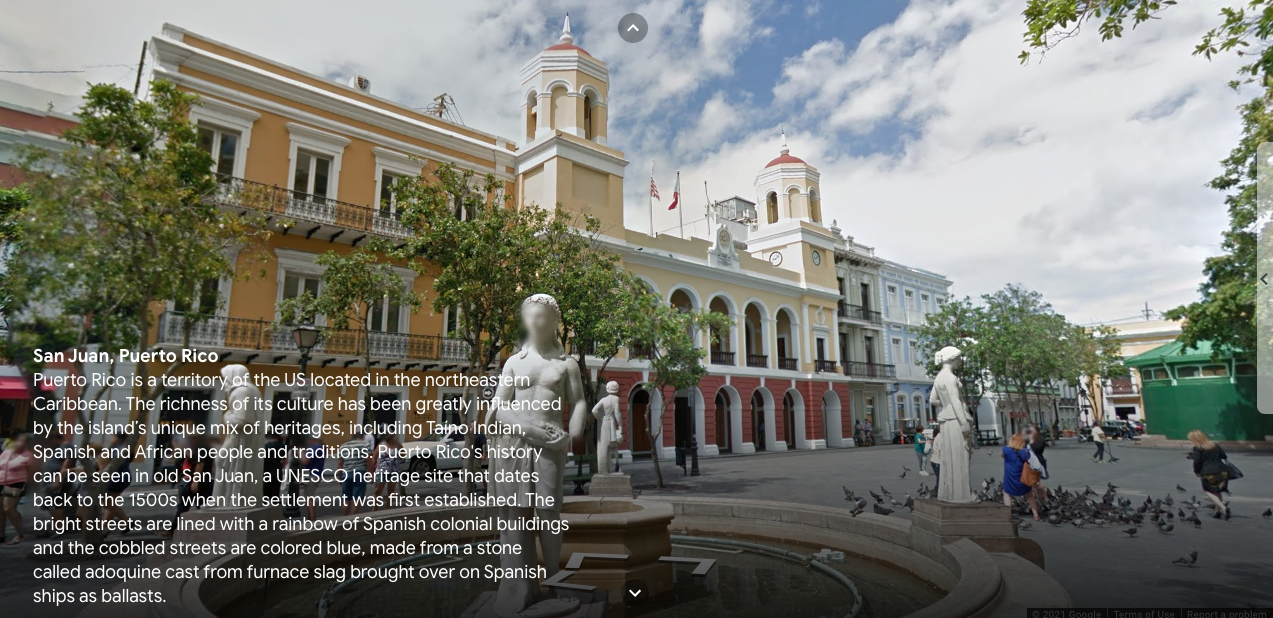 San Juan, Puerto Rico
Puerto Rico is a territory of the US located in the northeastern
Caribbean. The richness of its culture has been greatly influenced
by the island's unique mix of heritages, including Taino Indian,
Spanish and African people and traditions. Puerto Rico's history
can be seen in old San Juan, a UNESCO heritage site that dates
back to the 1500s when the settlement was first established. The
bright streets are lined with a rainbow of Spanish colonial buildings
and the cobbled streets are colored blue, made from a stone
called adoquine cast from furnace slag brought over on Spanish
ships as ballasts.
© 2021 Google Terms of Use Report a problem